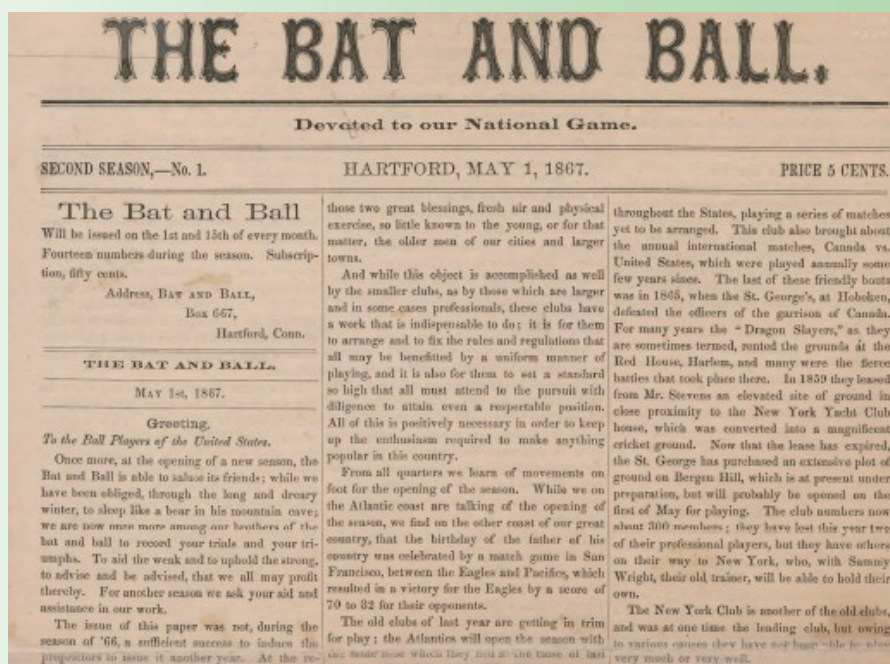 THE BAT AND BALL.
Devoted to our National Game.
SECOND SEASON,—No. 1.
HARTFORD, MAY 1, 1867.
PRICE 5 CENTS.
The Bat and Ball
Will be issued on the 1st and 15th of every month.
Fourteen numbers during the season. Subscrip-
tion, fifty cents.
Address, BAT AND BALL,
Box 667,
Hartford, Conn.
THE BAT AND BALL.
MAY 1st, 1867.
Greeting.
To the Ball Players of the United States.
Once more, at the opening of a new season, the
Bat and Ball is able to salute its friends; while we
have been obliged, through the long and dreary
winter, to sleep like a bear in his mountain cave;
we are now once more among our brothers of the
bat and ball to record your trials and your tri-
umphs. To aid the weak and to uphold the strong,
to advise and be advised, that we all may profit
thereby. For another season we ask your aid and
assistance in our work.
The issue of this paper was not, during the
season of '66, a sufficient success to induce the
propri­etors to issue it another year. At the re-
those two great blessings, fresh air and physical
exercise, so little known to the young, or for that
matter, the older men of our cities and larger
towns.
And while this object is accomplished as well
by the smaller clubs, as by those which are larger
and in some cases professionals, these clubs have
a work that is indispensable to do; it is for them
to arrange and to fix the rules and regulations that
all may be benefitted by a uniform manner of
playing, and it is also for them to set a standard
so high that all must attend to the pursuit with
diligence to attain even a respectable position.
All of this is positively necessary in order to keep
up the enthusiasm required to make anything
popular in this country.
From all quarters we learn of movements on
foot for the opening of the season. While we on
the Atlantic coast are talking of the opening of
the season, we find on the other coast of our great
country, that the birthday of the father of his
country was celebrated by a match game in San
Francisco, between the Eagles and Pacifics, which
resulted in a victory for the Eagles by a score of
70 to 32 for their opponents.
The old clubs of last year are getting in trim
for play; the Atlantics will open the season with
the same nine which they had at the close of last
throughout the States, playing a series of matches
yet to be arranged. This club also brought about
the annual international matches, Canada vs.
United States, which were played annually some
few years since. The last of these friendly bouts
was in 1865, when the St. George's, at Hoboken,
defeated the officers of the garrison of Canada.
For many years the "Dragon Slayers," as they
are sometimes termed, rented the grounds at the
Red House, Harlem, and many were the fierce
battles that took place there. In 1859 they leased
from Mr. Stevens an elevated site of ground in
close proximity to the New York Yacht Club
house, which was converted into a magnificent
cricket ground. Now that the lease has expired,
the St. George has purchased an extensive plot of
ground on Bergen Hill, which is at present under
preparation, but will probably be opened on the
first of May for playing. The club numbers now
about 300 members; they have lost this year two
of their professional players, but they have others
on their way to New York, who, with Sammy
Wright, their old trainer, will be able to hold their
own.
The New York Club is another of the old clubs,
and was at one time the leading club, but owing
to various causes they have not been able to play
very much or very well.